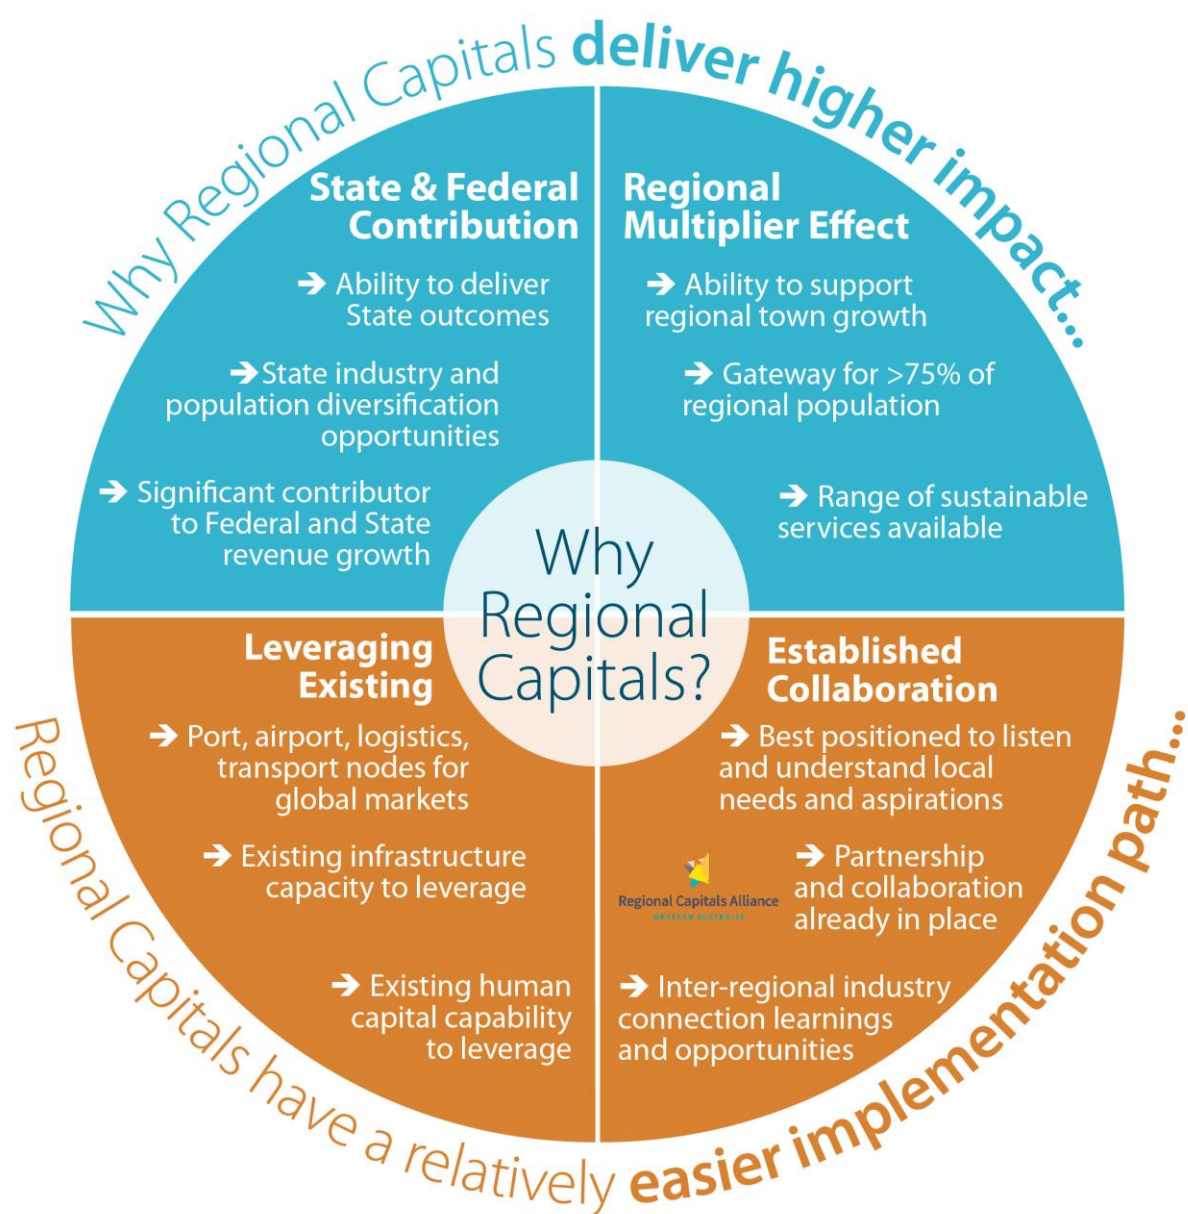 Why Regional Capitals deliver higher impact...
State & Federal
Contribution
➔ Ability to deliver
State outcomes
➔State industry and
population diversification
opportunities
➔ Significant contributor
to Federal and State
revenue growth
Regional
Multiplier Effect
➔ Ability to support
regional town growth
➔ Gateway for >75% of
regional population
➔ Range of sustainable
services available
Why
Regional
Capitals?
Leveraging
Existing
➔ Port, airport, logistics,
transport nodes for
global markets
➔ Existing infrastructure
capacity to leverage
➔ Existing human
capital capability
to leverage
Established
Collaboration
➔ Best positioned to listen
and understand local
needs and aspirations
Regional Capitals Alliance
WESTERN AUSTRALIA
➔ Partnership
and collaboration
already in place
➔ Inter-regional industry
connection learnings
and opportunities
Regional Capitals have a relatively easier implementation path...